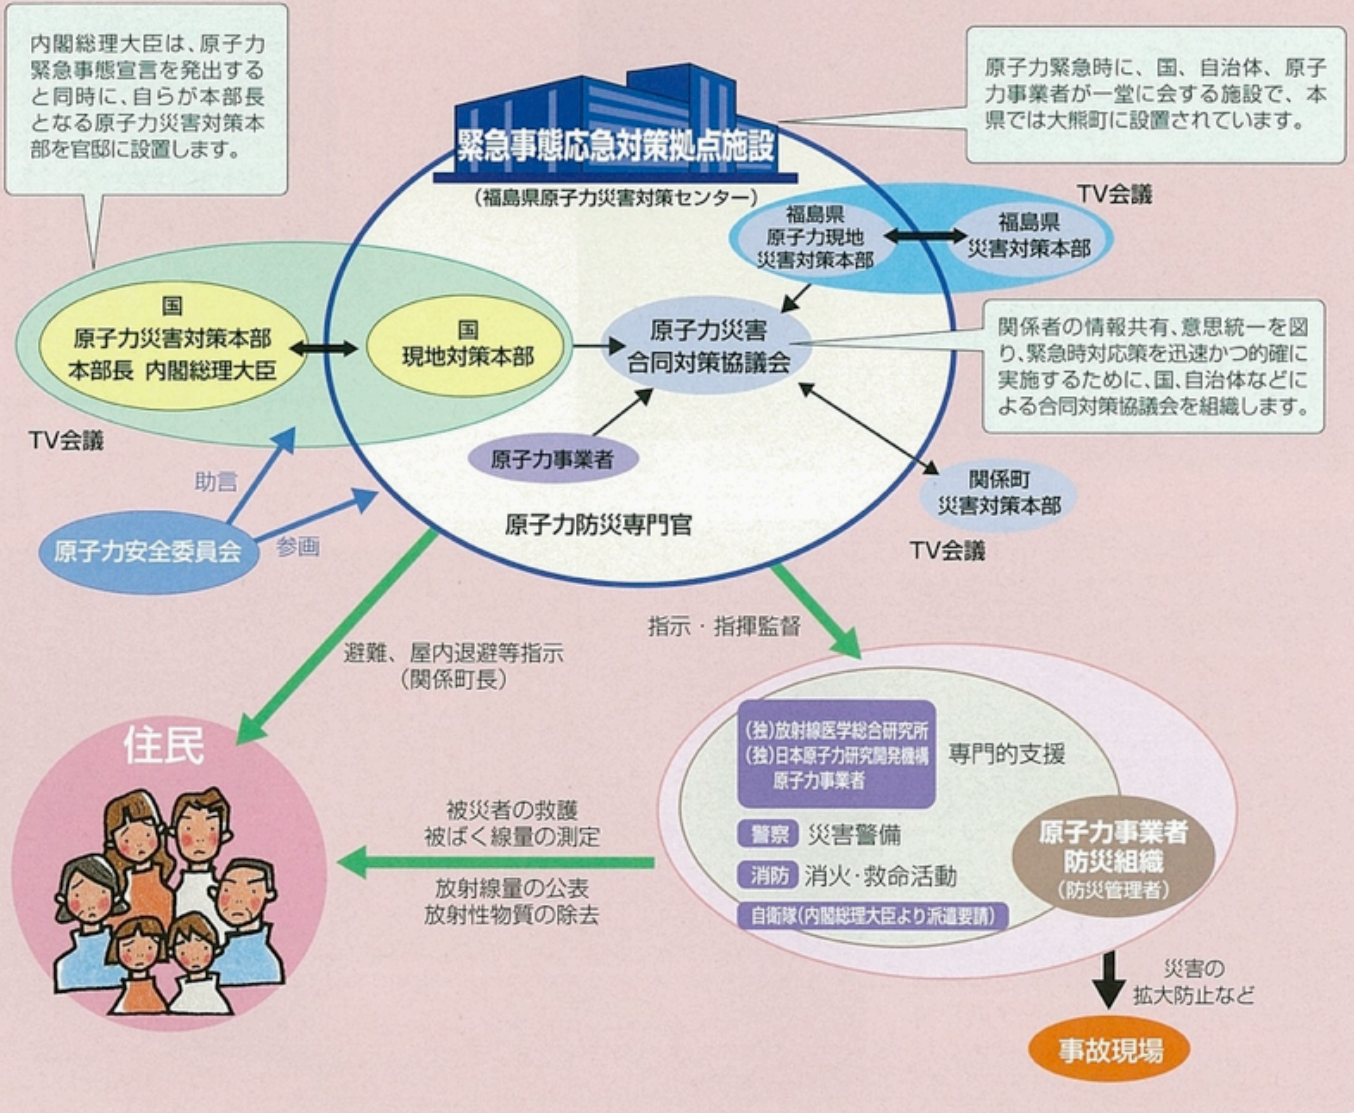 内閣総理大臣は、原子力
緊急事態宣言を発出する
と同時に、自らが本部長
となる原子力災害対策本
部を官邸に設置します。
緊急事態応急対策拠点施設
(福島県原子力災害対策センター)
原子力緊急時に、国、自治体、原子
力事業者が一堂に会する施設で、本
県では大熊町に設置されています。
TV会議
福島県
原子力現地
災害対策本部
福島県
災害対策本部
国
原子力災害対策本部
本部長 内閣総理大臣
国
現地対策本部
原子力災害
合同対策協議会
関係者の情報共有、意思統一を図
り、緊急時対応策を迅速かつ的確に
実施するために、国、自治体などに
よる合同対策協議会を組織します。
TV会議
原子力事業者
関係町
災害対策本部
TV会議
助言
原子力安全委員会
参画
原子力防災専門官
避難、屋内退避等指示
(関係町長)
指示・指揮監督
住民
被災者の救護
被ばく線量の測定
放射線量の公表
放射性物質の除去
(独)放射線医学総合研究所
(独)日本原子力研究開発機構
原子力事業者
専門的支援
警察 災害警備
消防 消火・救命活動
自衛隊(内閣総理大臣より派遣要請)
原子力事業者
防災組織
(防災管理者)
災害の
拡大防止など
事故現場